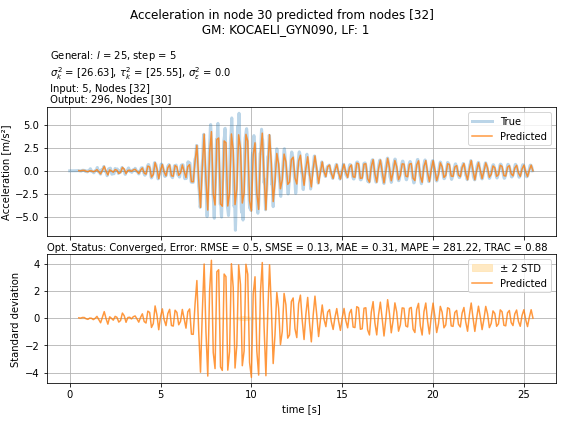 Acceleration in node 30 predicted from nodes [32]
GM: KOCAELI_GYN090, LF: 1
General: l = 25, step = 5
σ²ₖ = [26.63], τ²ₖ = [25.55], σ²ε = 0.0
Input: 5, Nodes [32]
Output: 296, Nodes [30]
Acceleration [m/s²]
5.0
2.5
0.0
−2.5
−5.0
True
Predicted
Opt. Status: Converged, Error: RMSE = 0.5, SMSE = 0.13, MAE = 0.31, MAPE = 281.22, TRAC = 0.88
Standard deviation
4
2
0
−2
−4
± 2 STD
Predicted
0 5 10 15 20 25
time [s]